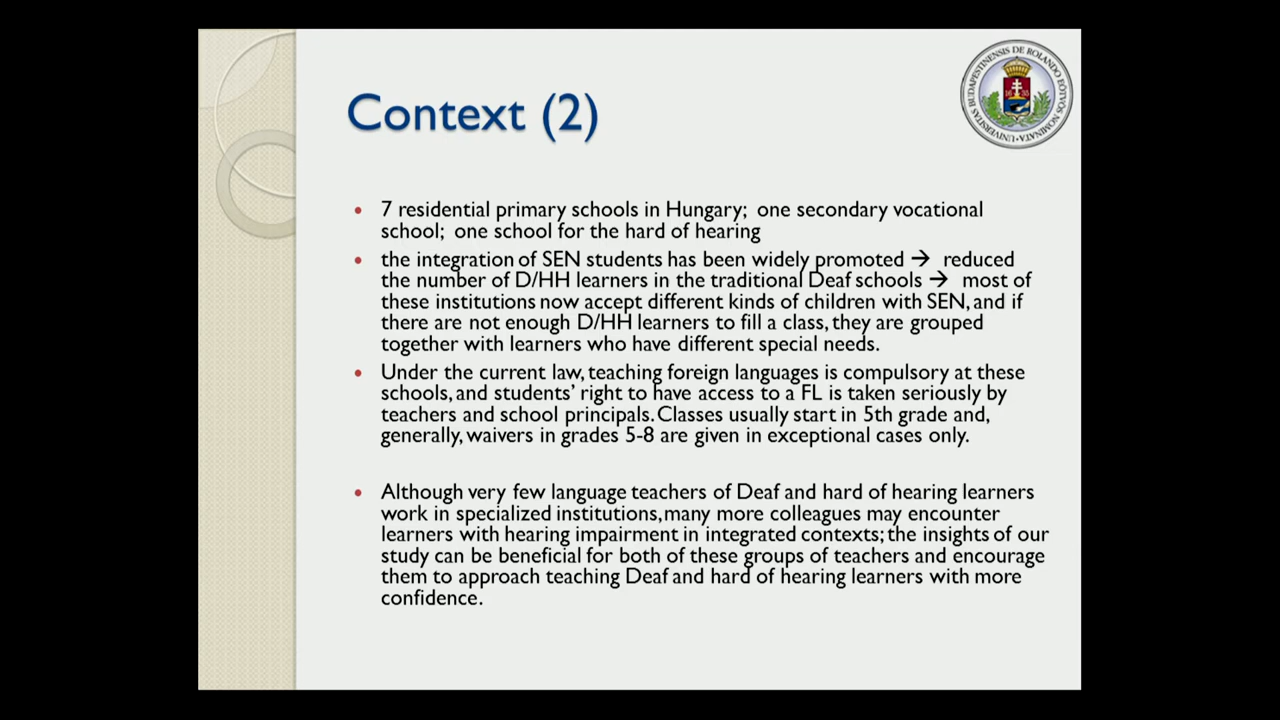 Context (2)
UNIVERSITAS BUDAPESTINENSIS DE ROLANDO EÖTVÖS NOMINATA
• 7 residential primary schools in Hungary;  one secondary vocational
school;  one school for the hard of hearing
• the integration of SEN students has been widely promoted →  reduced
the number of D/HH learners in the traditional Deaf schools →  most of
these institutions now accept different kinds of children with SEN, and if
there are not enough D/HH learners to fill a class, they are grouped
together with learners who have different special needs.
• Under the current law, teaching foreign languages is compulsory at these
schools, and students’ right to have access to a FL is taken seriously by
teachers and school principals. Classes usually start in 5th grade and,
generally, waivers in grades 5-8 are given in exceptional cases only.
• Although very few language teachers of Deaf and hard of hearing learners
work in specialized institutions, many more colleagues may encounter
learners with hearing impairment in integrated contexts; the insights of our
study can be beneficial for both of these groups of teachers and encourage
them to approach teaching Deaf and hard of hearing learners with more
confidence.